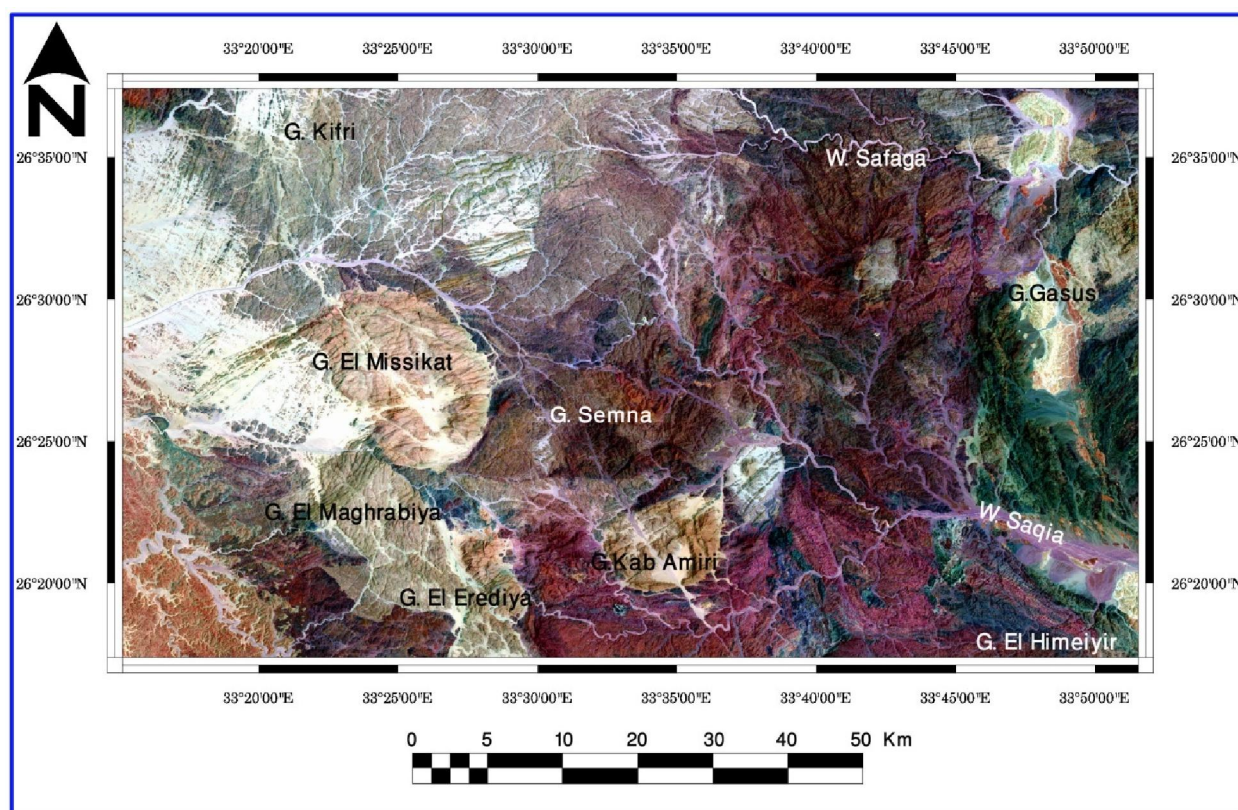 33°20'00"E 33°25'00"E 33°30'00"E 33°35'00"E 33°40'00"E 33°45'00"E 33°50'00"E
N
G. Kifri
26°35'00"N W. Safaga 26°35'00"N
26°30'00"N G.Gasus 26°30'00"N
G. El Missikat
G. Semna
26°25'00"N 26°25'00"N
G. El Maghrabiya W. Saqia
G.Kab Amiri
26°20'00"N 26°20'00"N
G. El Erediya
G. El Himeiyir
33°20'00"E 33°25'00"E 33°30'00"E 33°35'00"E 33°40'00"E 33°45'00"E 33°50'00"E
0 5 10 20 30 40 50 Km